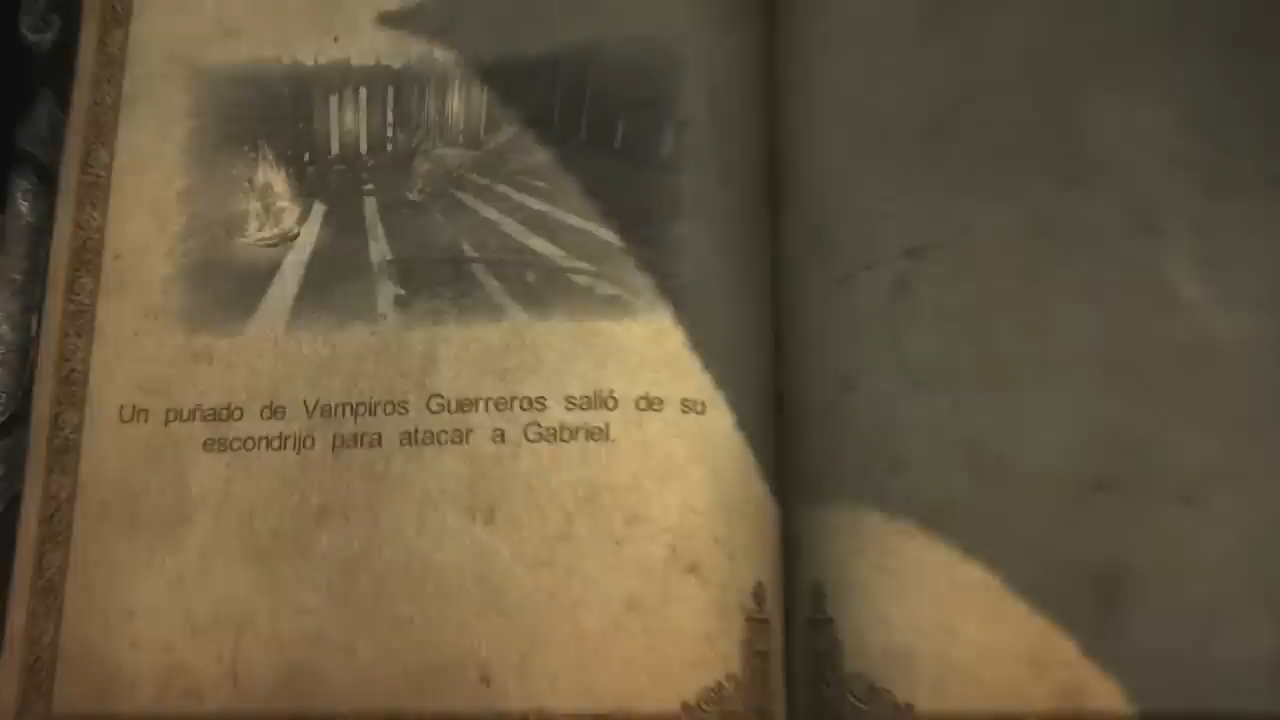 Un puñado de Vampiros Guerreros salió de su
escondrijo para atacar a Gabriel.